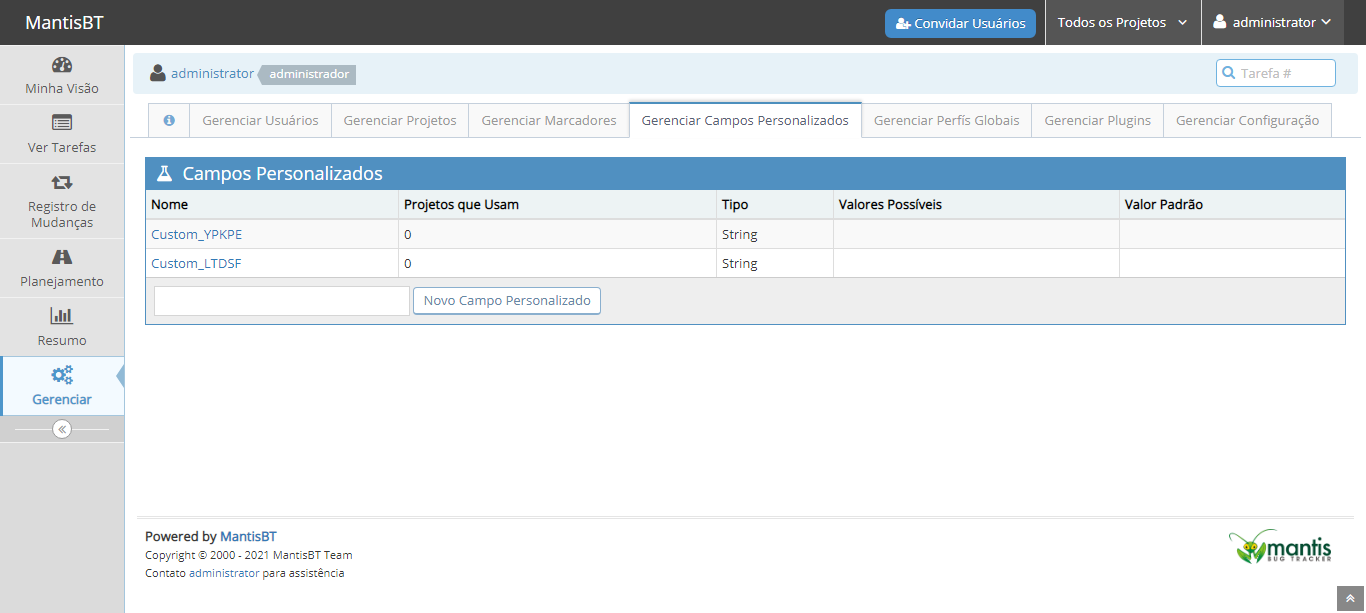 MantisBT
Convidar Usuários
Todos os Projetos
administrator
Minha Visão
Ver Tarefas
Registro de
Mudanças
Planejamento
Resumo
Gerenciar
administrator administrador
Tarefa #
Gerenciar Usuários Gerenciar Projetos Gerenciar Marcadores Gerenciar Campos Personalizados Gerenciar Perfís Globais Gerenciar Plugins Gerenciar Configuração
Campos Personalizados
Nome Projetos que Usam Tipo Valores Possíveis Valor Padrão
Custom_YPKPE 0 String
Custom_LTDSF 0 String
Novo Campo Personalizado
Powered by MantisBT
Copyright © 2000 - 2021 MantisBT Team
Contato administrator para assistência
mantis
BUG TRACKER